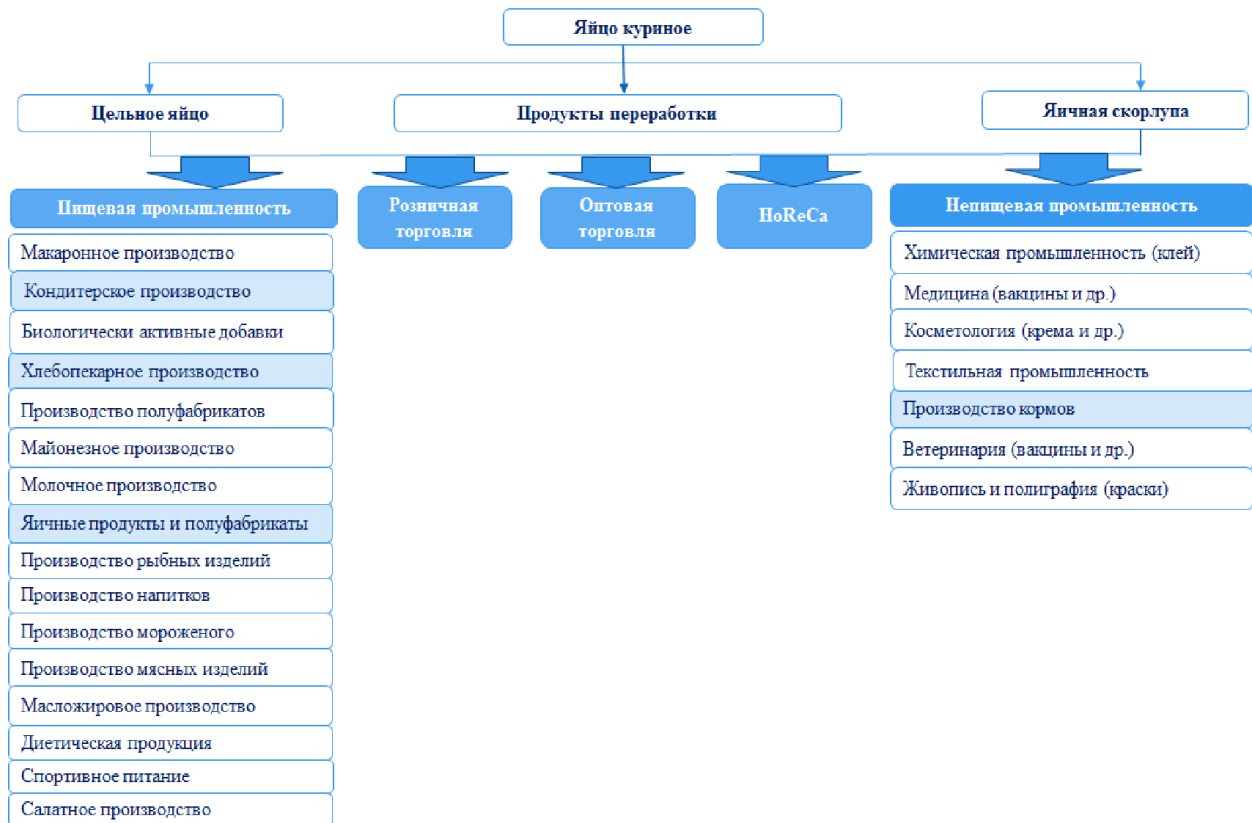 Яйцо куриное
Цельное яйцо
Продукты переработки
Яичная скорлупа
Пищевая промышленность
Розничная
торговля
Оптовая
торговля
HoReCa
Непищевая промышленность
Макаронное производство
Кондитерское производство
Биологически активные добавки
Хлебопекарное производство
Производство полуфабрикатов
Майонезное производство
Молочное производство
Яичные продукты и полуфабрикаты
Производство рыбных изделий
Производство напитков
Производство мороженого
Производство мясных изделий
Масложировое производство
Диетическая продукция
Спортивное питание
Салатное производство
Химическая промышленность (клей)
Медицина (вакцины и др.)
Косметология (крема и др.)
Текстильная промышленность
Производство кормов
Ветеринария (вакцины и др.)
Живопись и полиграфия (краски)